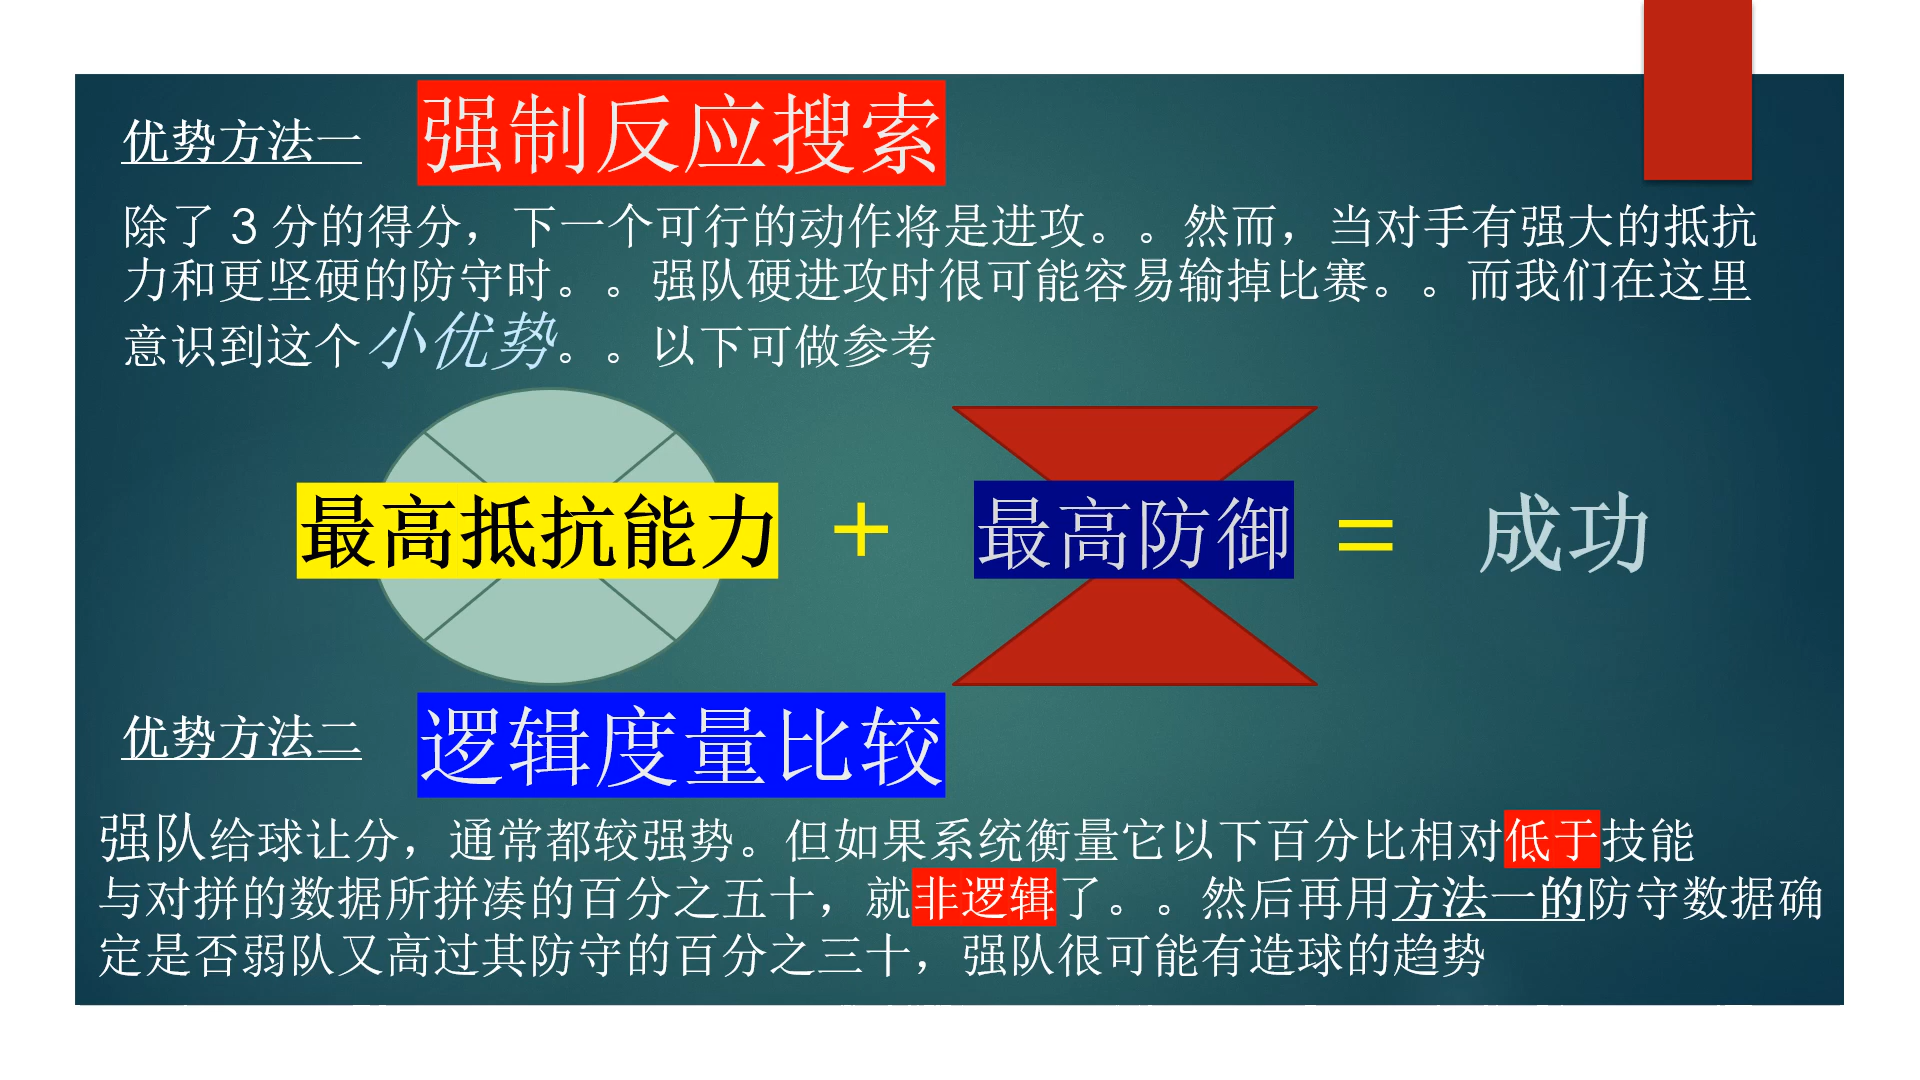 优势方法一 强制反应搜索
除了 3 分的得分，下一个可行的动作将是进攻。。然而，当对手有强大的抵抗
力和更坚硬的防守时。。强队硬进攻时很可能容易输掉比赛。。而我们在这里
意识到这个小优势。。以下可做参考
最高抵抗能力 + 最高防御 = 成功
优势方法二 逻辑度量比较
强队给球让分，通常都较强势。但如果系统衡量它以下百分比相对低于技能
与对拼的数据所拼凑的百分之五十，就非逻辑了。。然后再用方法一的防守数据确
定是否弱队又高过其防守的百分之三十，强队很可能有造球的趋势